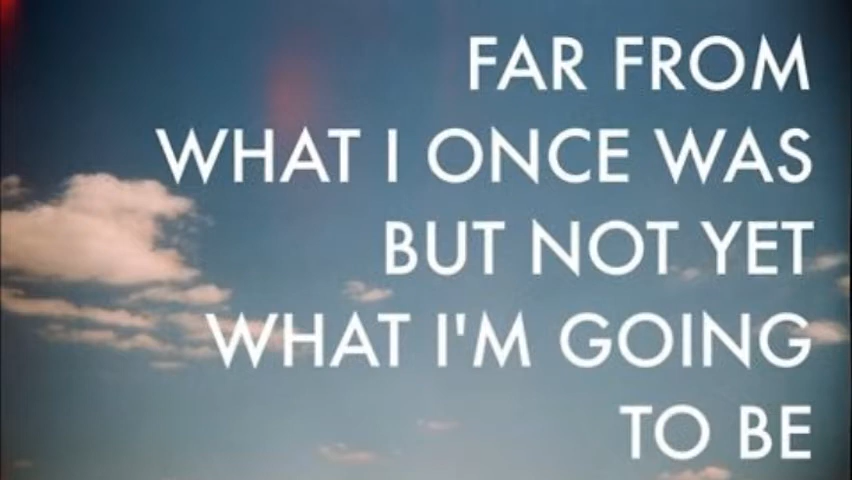 FAR FROM
WHAT I ONCE WAS
BUT NOT YET
WHAT I'M GOING
TO BE